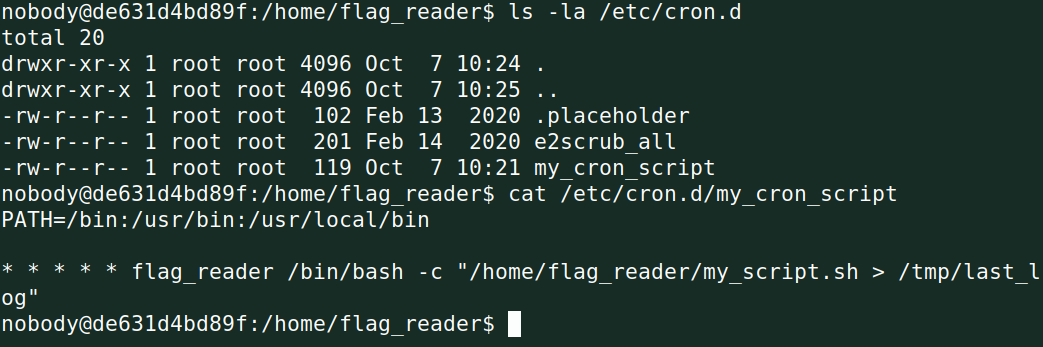 nobody@de631d4bd89f:/home/flag_reader$ ls -la /etc/cron.d
total 20
drwxr-xr-x 1 root root 4096 Oct  7 10:24 .
drwxr-xr-x 1 root root 4096 Oct  7 10:25 ..
-rw-r--r-- 1 root root  102 Feb 13  2020 .placeholder
-rw-r--r-- 1 root root  201 Feb 14  2020 e2scrub_all
-rw-r--r-- 1 root root  119 Oct  7 10:21 my_cron_script
nobody@de631d4bd89f:/home/flag_reader$ cat /etc/cron.d/my_cron_script
PATH=/bin:/usr/bin:/usr/local/bin
* * * * * flag_reader /bin/bash -c "/home/flag_reader/my_script.sh > /tmp/last_l
og"
nobody@de631d4bd89f:/home/flag_reader$